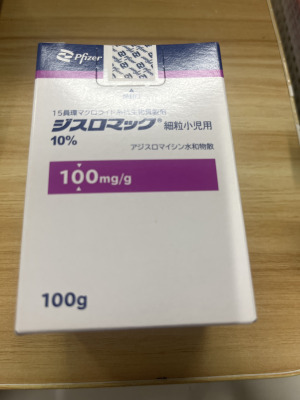 Pfizer
15員環マクロライド系抗生物質製剤
ジスロマック® 細粒小児用
10%
アジスロマイシン水和物散
100mg/g
100g